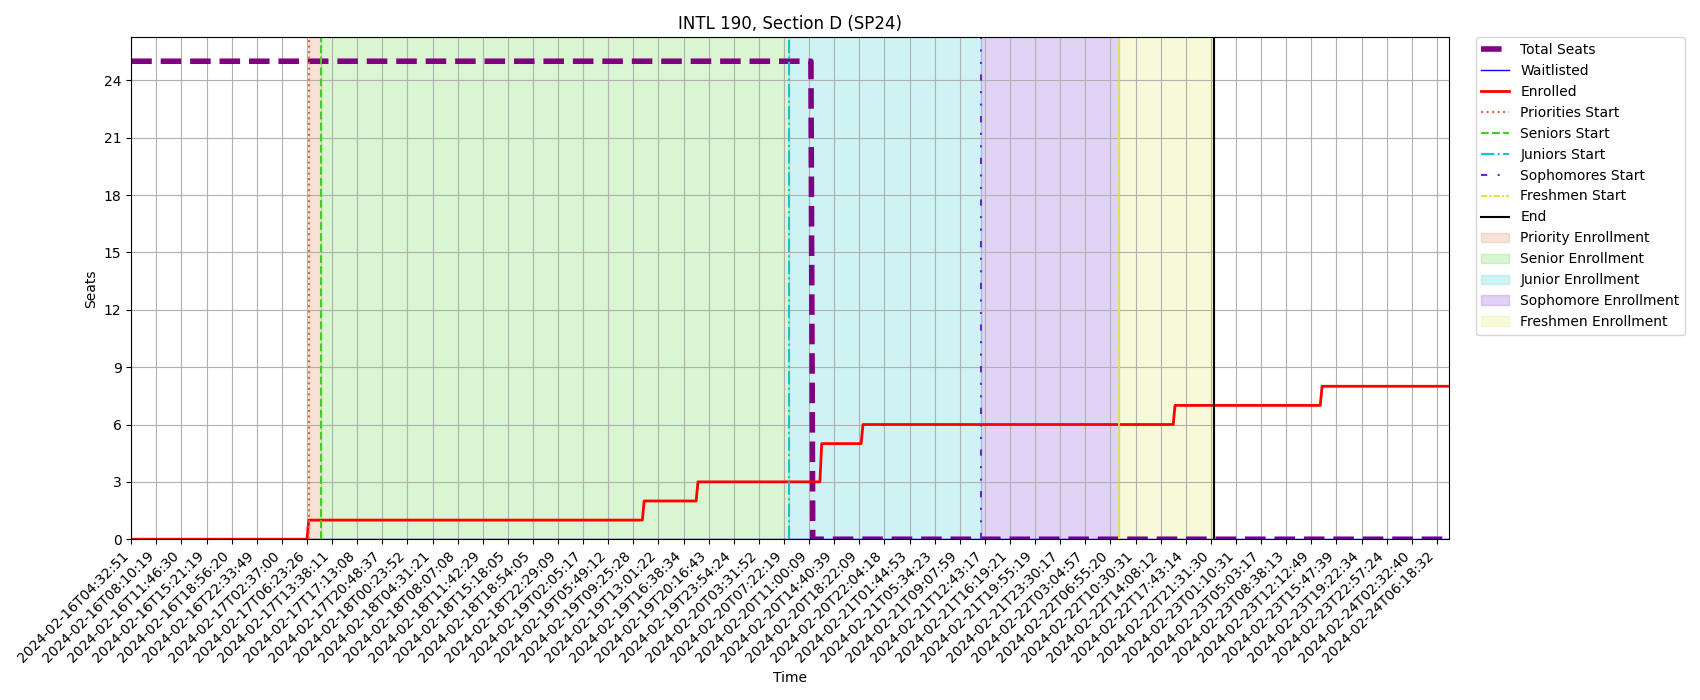 INTL 190, Section D (SP24)
Seats
24
21
18
15
12
9
6
3
0
2024-02-16T04:32:51
2024-02-16T08:10:19
2024-02-16T11:46:30
2024-02-16T15:21:19
2024-02-16T18:56:20
2024-02-16T22:33:49
2024-02-17T02:37:00
2024-02-17T06:23:26
2024-02-17T13:38:11
2024-02-17T17:13:08
2024-02-17T20:48:37
2024-02-18T00:23:52
2024-02-18T04:31:21
2024-02-18T08:07:08
2024-02-18T11:42:29
2024-02-18T15:18:05
2024-02-18T18:54:05
2024-02-18T22:29:09
2024-02-19T02:05:17
2024-02-19T05:49:12
2024-02-19T09:25:28
2024-02-19T13:01:22
2024-02-19T16:38:34
2024-02-19T20:16:43
2024-02-19T23:54:24
2024-02-20T03:31:52
2024-02-20T07:22:19
2024-02-20T11:00:09
2024-02-20T14:40:39
2024-02-20T18:22:39
2024-02-20T22:04:18
2024-02-21T01:44:53
2024-02-21T05:34:23
2024-02-21T09:07:59
2024-02-21T12:43:17
2024-02-21T16:19:21
2024-02-21T19:55:19
2024-02-21T23:30:17
2024-02-22T03:04:57
2024-02-22T06:55:20
2024-02-22T10:30:31
2024-02-22T14:08:12
2024-02-22T17:43:14
2024-02-22T21:31:30
2024-02-23T01:10:31
2024-02-23T05:03:17
2024-02-23T08:38:13
2024-02-23T12:12:49
2024-02-23T15:47:39
2024-02-23T19:22:34
2024-02-23T22:57:24
2024-02-24T02:32:40
2024-02-24T06:18:32
Time
Total Seats
Waitlisted
Enrolled
Priorities Start
Seniors Start
Juniors Start
Sophomores Start
Freshmen Start
End
Priority Enrollment
Senior Enrollment
Junior Enrollment
Sophomore Enrollment
Freshmen Enrollment